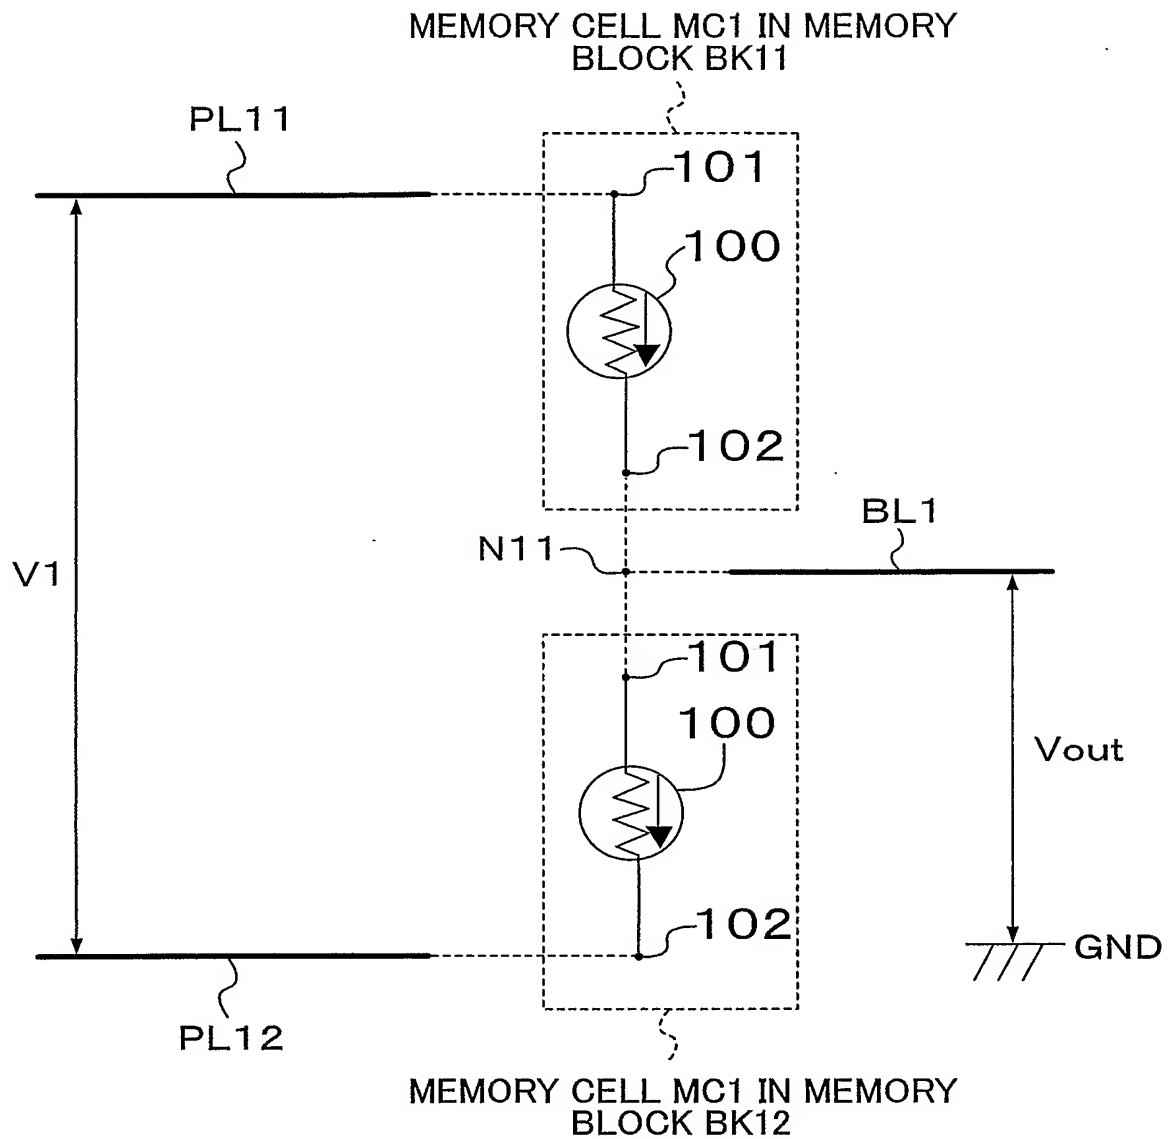 MEMORY CELL MC1 IN MEMORY
BLOCK BK11
PL11
101
100
102
V1
N11
BL1
101
100
Vout
102
GND
PL12
MEMORY CELL MC1 IN MEMORY
BLOCK BK12